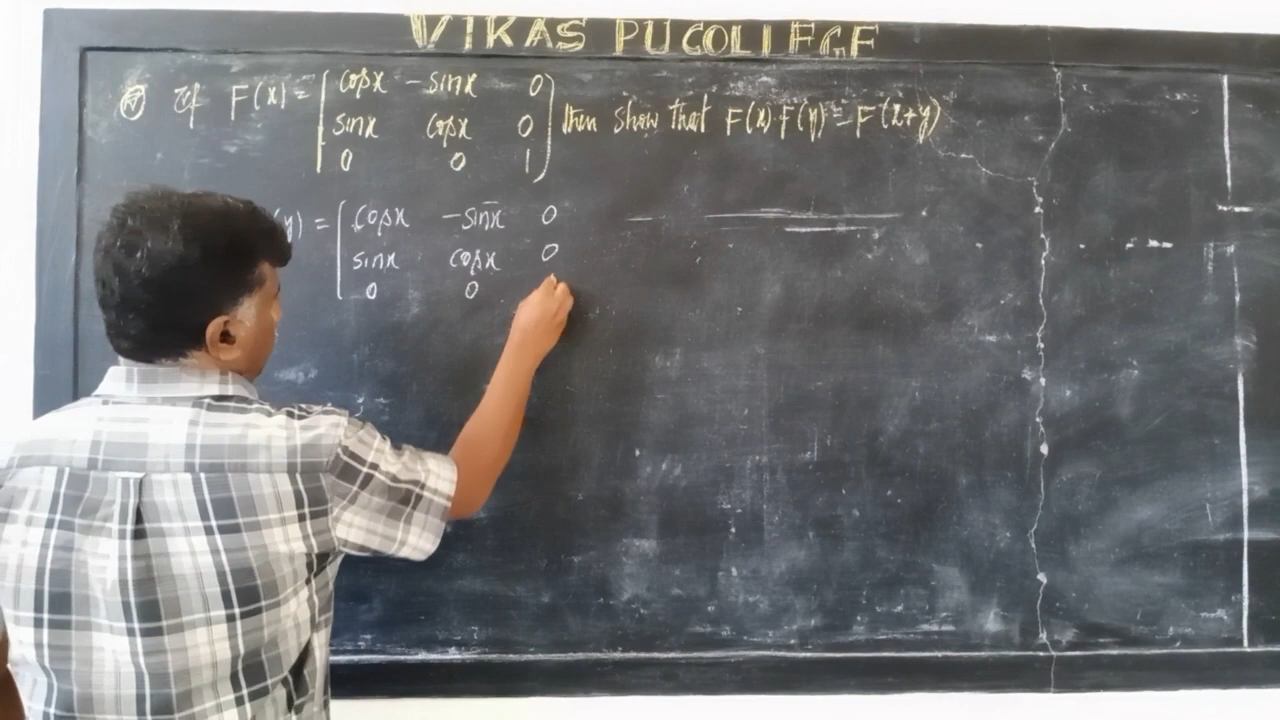 VIKAS PU COLLEGE
If F(x) = [ cosx -sinx 0 ] then show that F(x) F(y) = F(x+y)
sinx cosx 0
0 0 1
y) = [ cosx -sinx 0
sinx cosx 0
0 0